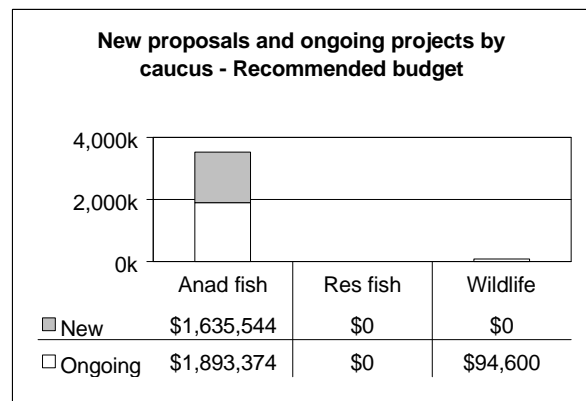 New proposals and ongoing projects by
caucus - Recommended budget
4,000k
2,000k
0k
Anad fish Res fish Wildlife
New $1,635,544 $0 $0
Ongoing $1,893,374 $0 $94,600